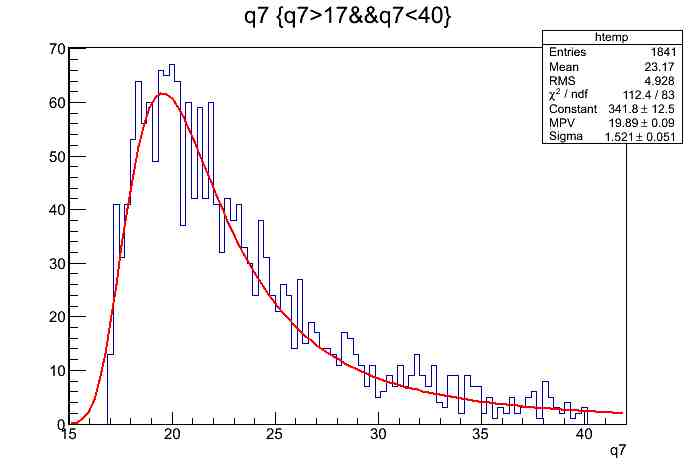 q7 {q7>17&&q7<40}
htemp
Entries 1841
Mean 23.17
RMS 4.928
χ² / ndf 112.4 / 83
Constant 341.8 ± 12.5
MPV 19.89 ± 0.09
Sigma 1.521 ± 0.051
70
60
50
40
30
20
10
0
15 20 25 30 35 40
q7